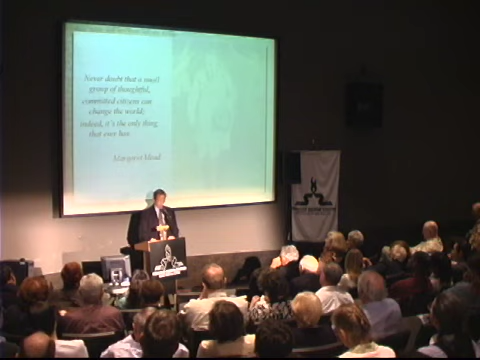 Never doubt that a small
group of thoughtful,
committed citizens can
change the world;
indeed, it's the only thing
that ever has.
Margaret Mead